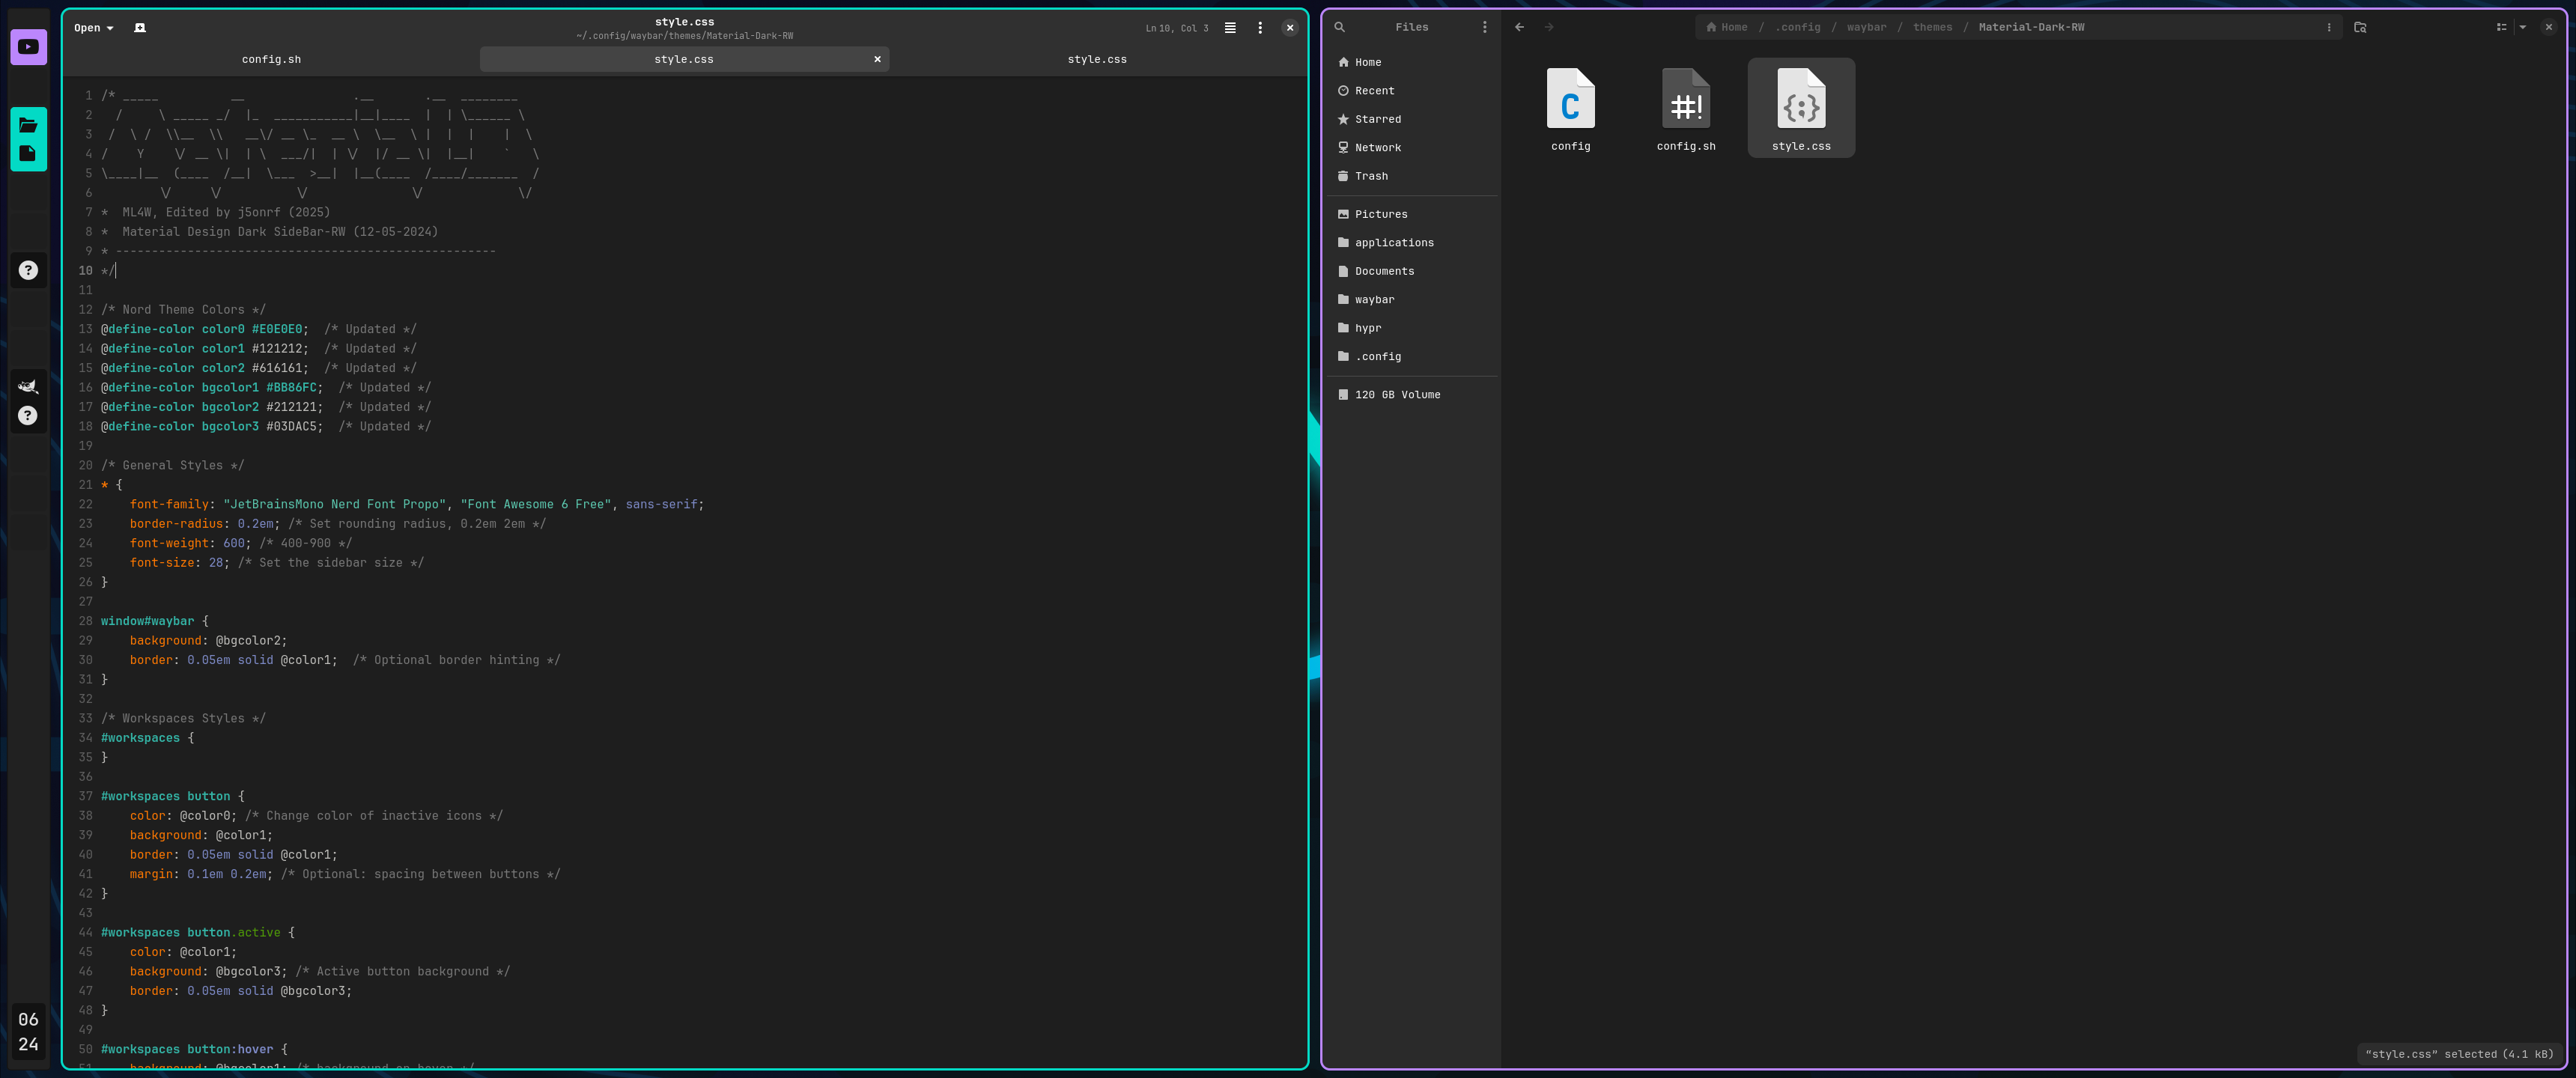 Open
style.css
~/.config/waybar/themes/Material-Dark-RW
Ln 10, Col 3
config.sh
style.css
style.css
1 /* _____          __               .__       .__  ________
2   /     \ _____ _/  |_  ___________|__|____  |  | \______ \
3  /  \ /  \\__  \\   __\/ __ \_  __ \  \__  \ |  |  |    |  \
4 /    Y    \/ __ \|  | \  ___/|  | \/  |/ __ \|  |__|    `   \
5 \____|__  (____  /__|  \___  >__|  |__(____  /____/_______  /
6         \/     \/          \/              \/             \/
7 *  ML4W, Edited by j5onrf (2025)
8 *  Material Design Dark SideBar-RW (12-05-2024)
9 * -----------------------------------------------------
10 */
11
12 /* Nord Theme Colors */
13 @define-color color0 #E0E0E0;  /* Updated */
14 @define-color color1 #121212;  /* Updated */
15 @define-color color2 #616161;  /* Updated */
16 @define-color bgcolor1 #BB86FC;  /* Updated */
17 @define-color bgcolor2 #212121;  /* Updated */
18 @define-color bgcolor3 #03DAC5;  /* Updated */
19
20 /* General Styles */
21 * {
22     font-family: "JetBrainsMono Nerd Font Propo", "Font Awesome 6 Free", sans-serif;
23     border-radius: 0.2em; /* Set rounding radius, 0.2em 2em */
24     font-weight: 600; /* 400-900 */
25     font-size: 28; /* Set the sidebar size */
26 }
27
28 window#waybar {
29     background: @bgcolor2;
30     border: 0.05em solid @color1;  /* Optional border hinting */
31 }
32
33 /* Workspaces Styles */
34 #workspaces {
35 }
36
37 #workspaces button {
38     color: @color0; /* Change color of inactive icons */
39     background: @color1;
40     border: 0.05em solid @color1;
41     margin: 0.1em 0.2em; /* Optional: spacing between buttons */
42 }
43
44 #workspaces button.active {
45     color: @color1;
46     background: @bgcolor3; /* Active button background */
47     border: 0.05em solid @bgcolor3;
48 }
49
50 #workspaces button:hover {
51     background: @bgcolor1; /* background on hover */
06
24
Files
Home
Recent
Starred
Network
Trash
Pictures
applications
Documents
waybar
hypr
.config
120 GB Volume
Home / .config / waybar / themes / Material-Dark-RW
C
config
#!
config.sh
{;}
style.css
"style.css" selected (4.1 kB)